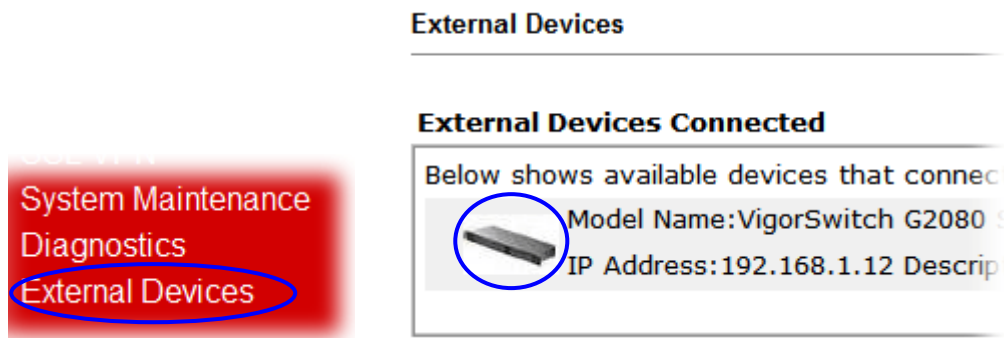 External Devices
External Devices Connected
Below shows available devices that connec
Model Name:VigorSwitch G2080
IP Address:192.168.1.12 Descrip
System Maintenance
Diagnostics
External Devices